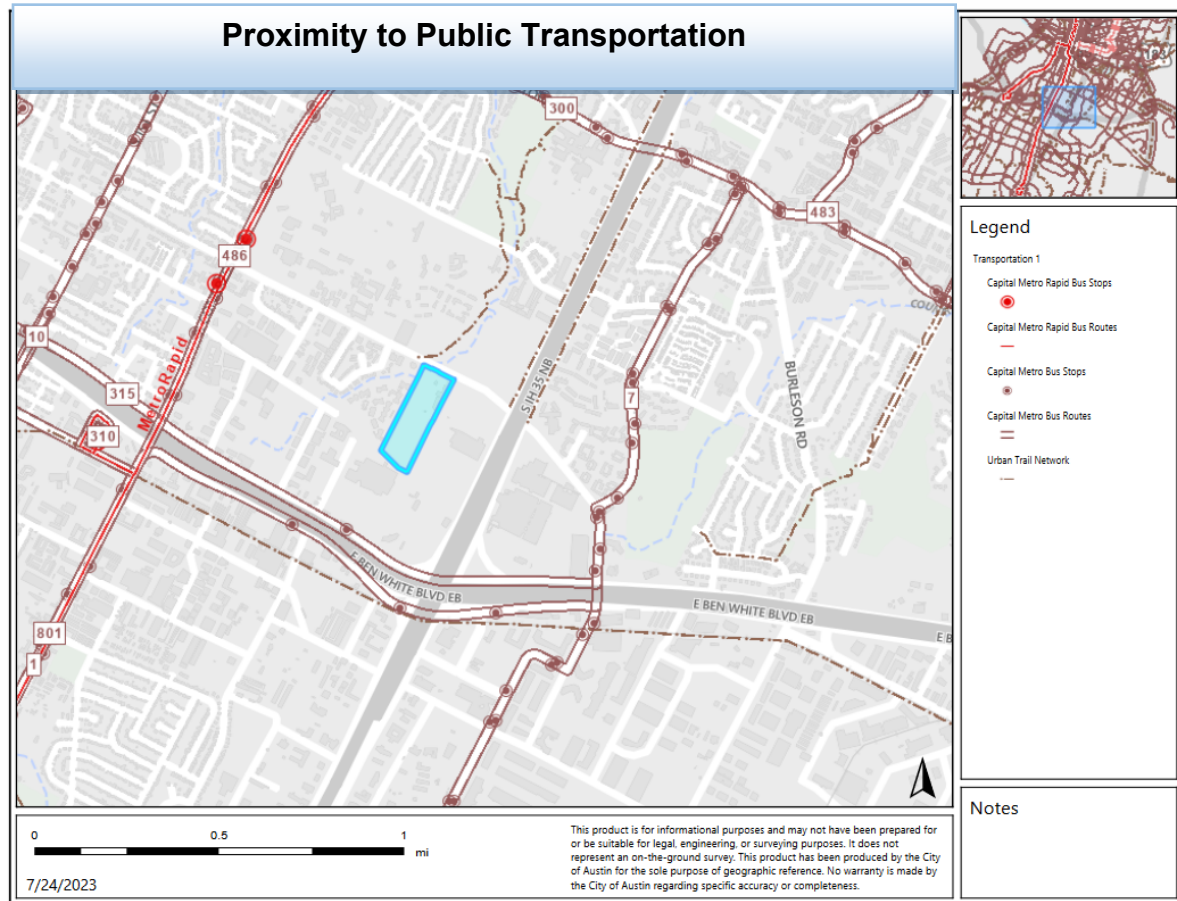 Proximity to Public Transportation
300
483
486
10
315
310
MetroRapid
S IH 35 NB
7
BURLESON RD
E BEN WHITE BLVD EB
E BEN WHITE BLVD EB
E B
801
1
183
Legend
Transportation 1
Capital Metro Rapid Bus Stops
Capital Metro Rapid Bus Routes
Capital Metro Bus Stops
Capital Metro Bus Routes
Urban Trail Network
Notes
0 0.5 1
mi
7/24/2023
This product is for informational purposes and may not have been prepared for
or be suitable for legal, engineering, or surveying purposes. It does not
represent an on-the-ground survey. This product has been produced by the City
of Austin for the sole purpose of geographic reference. No warranty is made by
the City of Austin regarding specific accuracy or completeness.